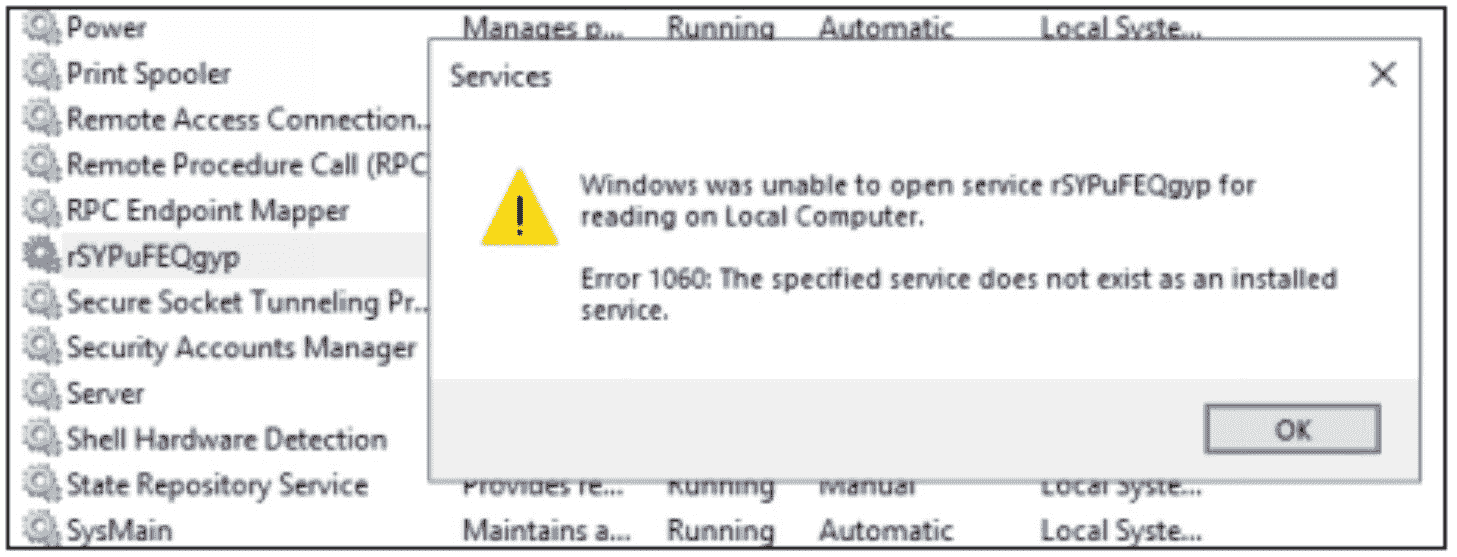 Power Manages p... Running Automatic Local Syste...
Print Spooler
Remote Access Connection..
Remote Procedure Call (RPC
RPC Endpoint Mapper
rSYPuFEQgyp
Secure Socket Tunneling Pr..
Security Accounts Manager
Server
Shell Hardware Detection
State Repository Service Provides re... Running Manual Local Syste...
SysMain Maintains a... Running Automatic Local Syste...
Services
Windows was unable to open service rSYPuFEQgyp for
reading on Local Computer.
Error 1060: The specified service does not exist as an installed
service.
OK